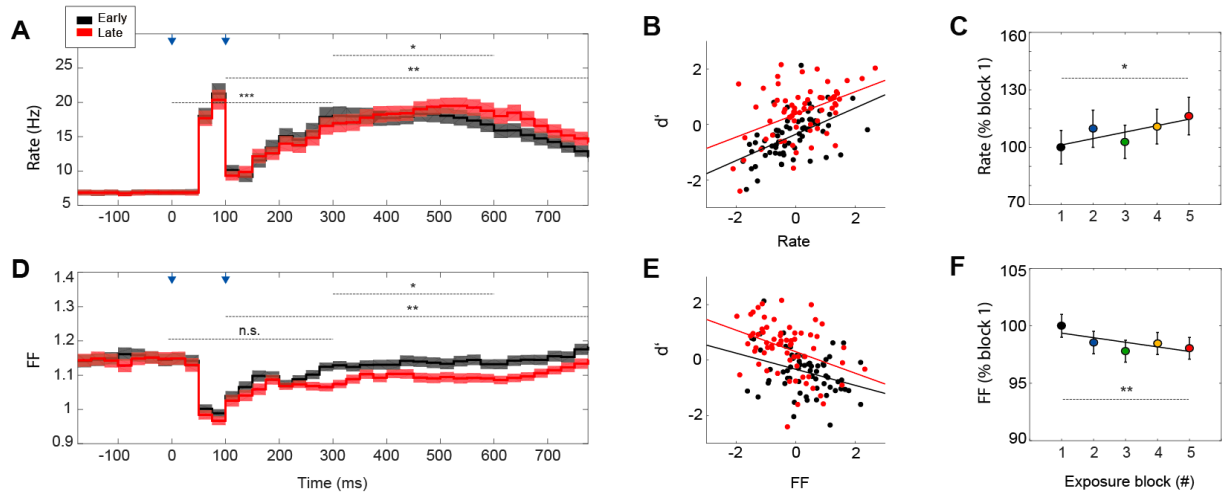 Early
Late
A
Rate (Hz)
30
25
20
15
10
5
*
**
***
-100 0 100 200 300 400 500 600 700
B
d'
2
0
-2
-2 0 2
Rate
C
Rate (% block 1)
160
130
100
70
*
1 2 3 4 5
D
FF
1.4
1.3
1.2
1.1
1
0.9
*
**
n.s.
-100 0 100 200 300 400 500 600 700
Time (ms)
E
d'
2
0
-2
-2 0 2
FF
F
FF (% block 1)
105
100
95
90
**
1 2 3 4 5
Exposure block (#)